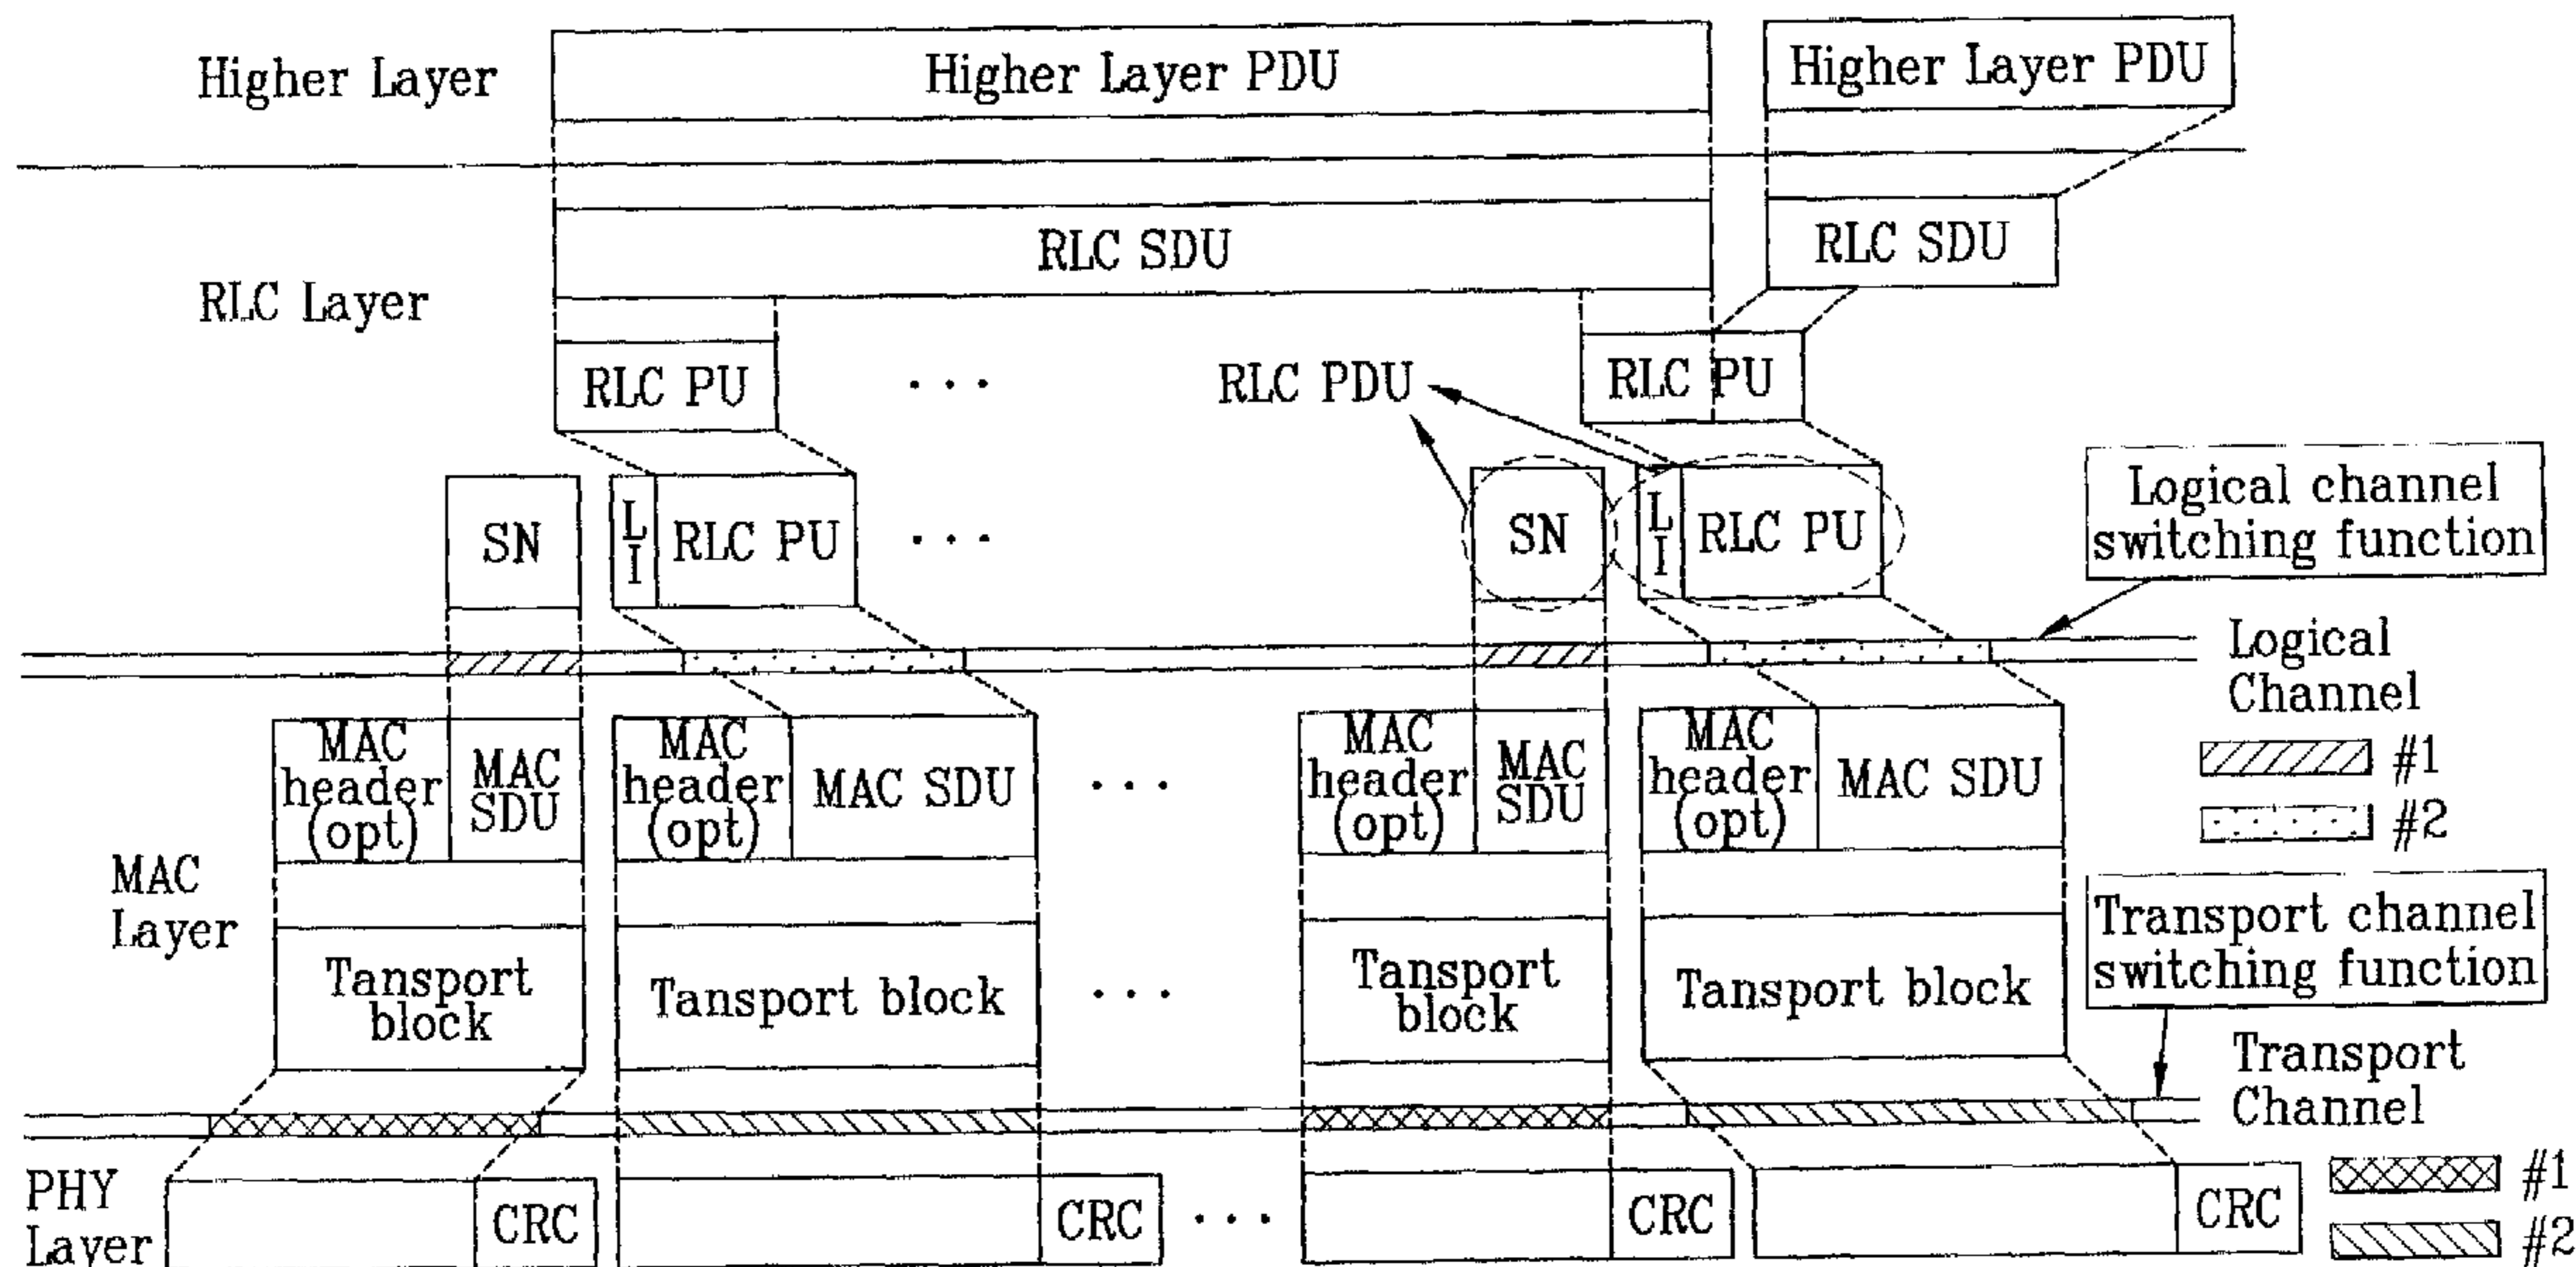 Higher Layer
Higher Layer PDU
Higher Layer PDU
RLC SDU
RLC SDU
RLC Layer
RLC PU
. . .
RLC PDU
RLC PU
SN
L
I
RLC PU
. . .
SN
L
I
RLC PU
Logical channel
switching function
Logical
Channel
#1
#2
MAC
header
(opt)
MAC
SDU
MAC
header
(opt)
MAC SDU
. . .
MAC
header
(opt)
MAC
SDU
MAC
header
(opt)
MAC SDU
MAC
Layer
Tansport
block
Tansport block
. . .
Tansport
block
Tansport block
Transport channel
switching function
Transport
Channel
#1
#2
PHY
Layer
CRC
CRC
. . .
CRC
CRC